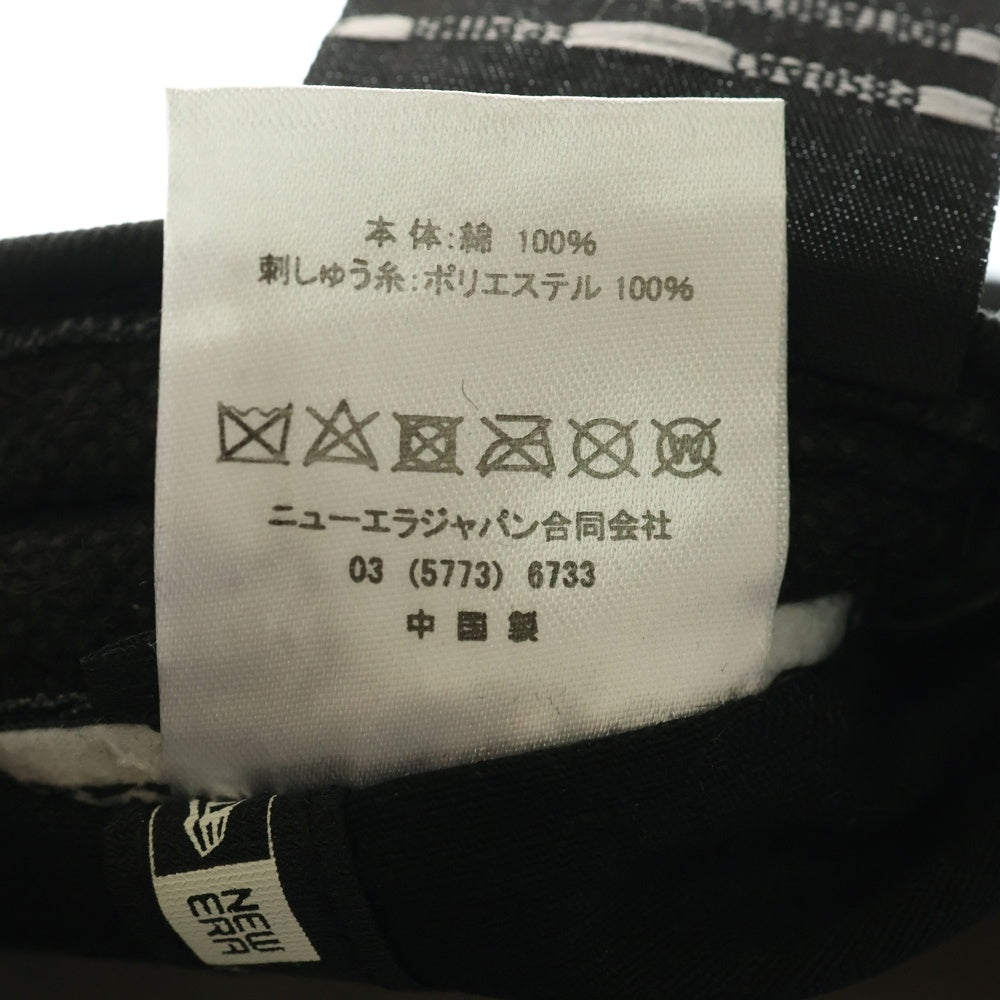 本体:綿 100%
刺しゅう糸:ポリエステル 100%
ニューエラジャパン合同会社
03 (5773) 6733
中国製
NEW
ERA